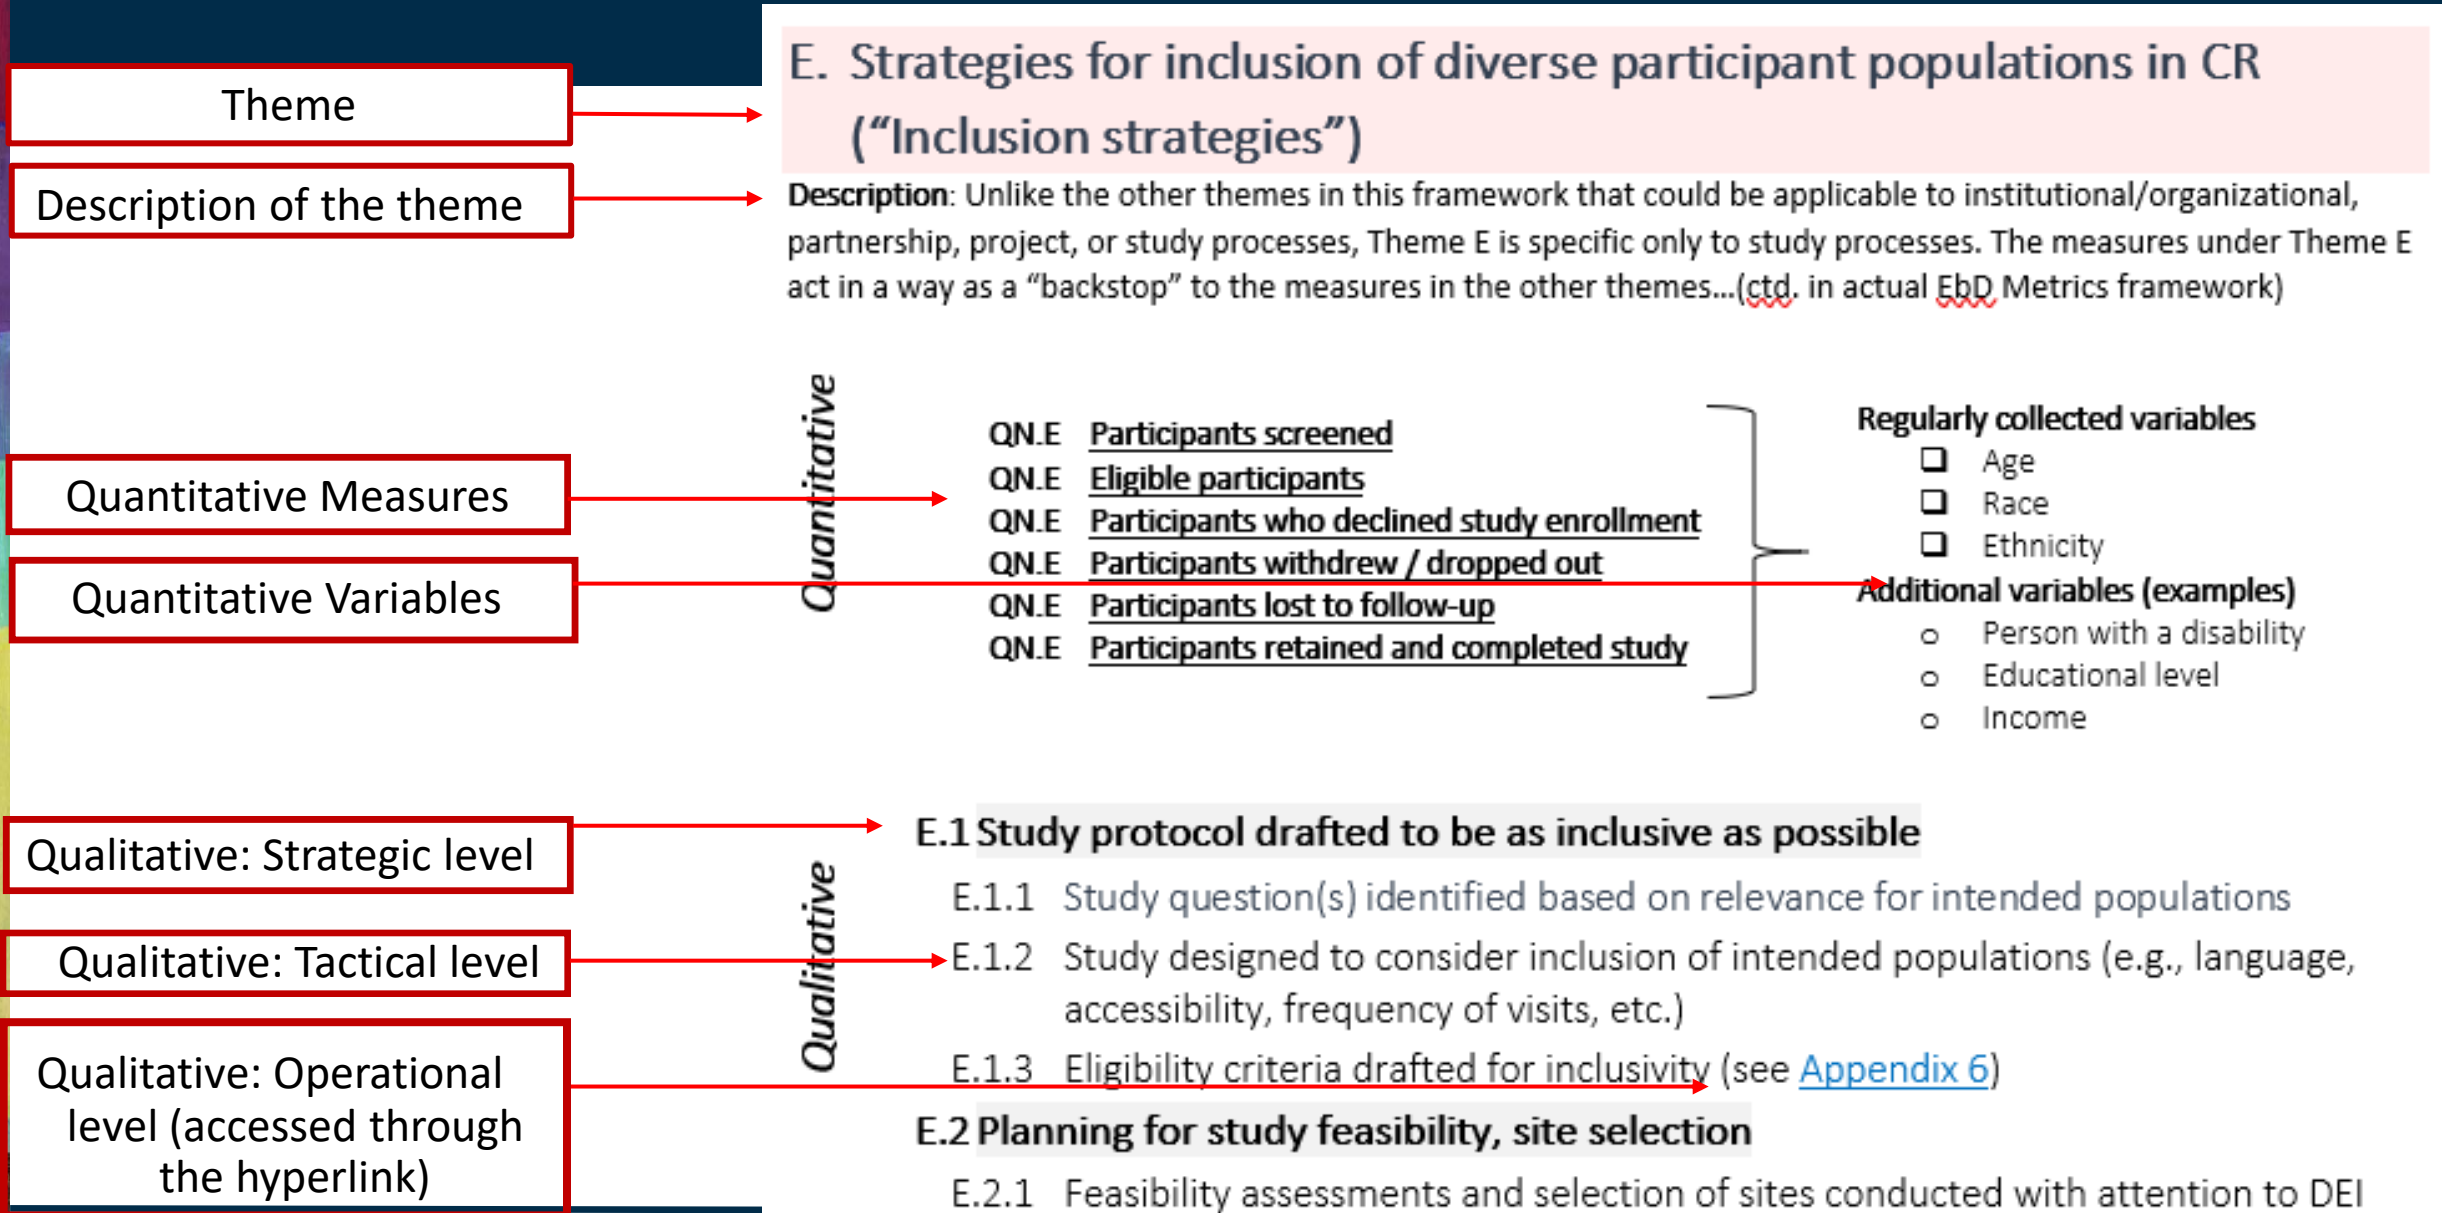 Theme
Description of the theme
Quantitative Measures
Quantitative Variables
Qualitative: Strategic level
Qualitative: Tactical level
Qualitative: Operational
level (accessed through
the hyperlink)
E. Strategies for inclusion of diverse participant populations in CR
(“Inclusion strategies”)
Description: Unlike the other themes in this framework that could be applicable to institutional/organizational,
partnership, project, or study processes, Theme E is specific only to study processes. The measures under Theme E
act in a way as a “backstop” to the measures in the other themes...(ctd. in actual EbD Metrics framework)
Quantitative
QN.E Participants screened
QN.E Eligible participants
QN.E Participants who declined study enrollment
QN.E Participants withdrew / dropped out
QN.E Participants lost to follow-up
QN.E Participants retained and completed study
Regularly collected variables
Age
Race
Ethnicity
Additional variables (examples)
Person with a disability
Educational level
Income
Qualitative
E.1 Study protocol drafted to be as inclusive as possible
E.1.1 Study question(s) identified based on relevance for intended populations
E.1.2 Study designed to consider inclusion of intended populations (e.g., language,
accessibility, frequency of visits, etc.)
E.1.3 Eligibility criteria drafted for inclusivity (see Appendix 6)
E.2 Planning for study feasibility, site selection
E.2.1 Feasibility assessments and selection of sites conducted with attention to DEI